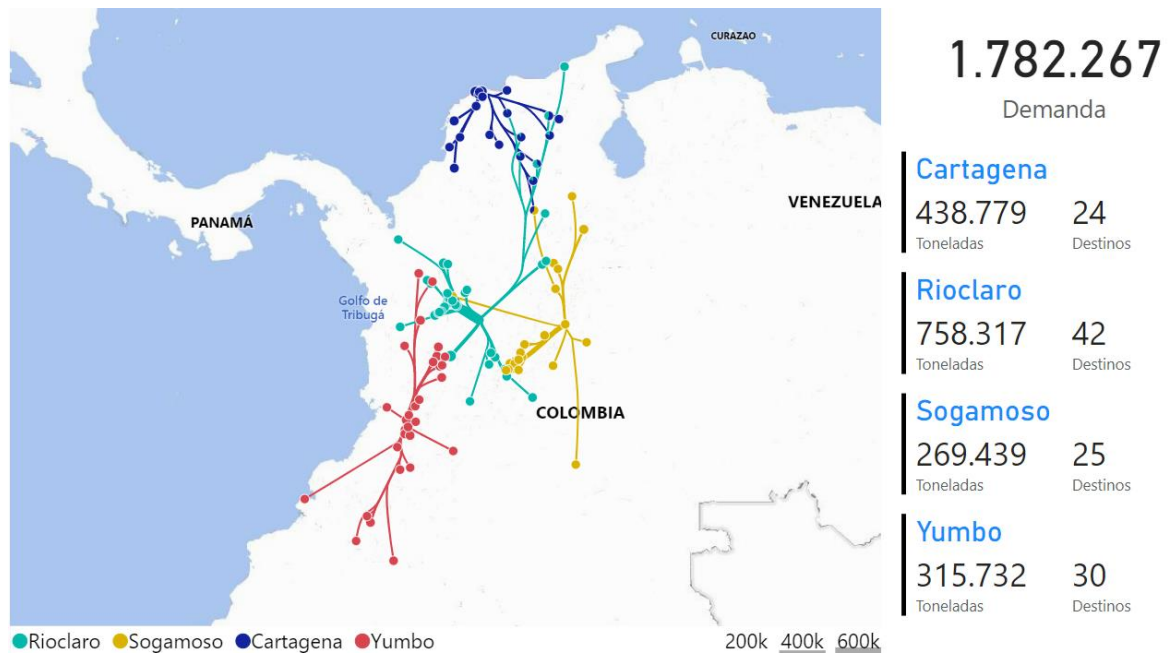 CURAZAO
PANAMÁ
VENEZUELA
Golfo de
Tribugá
COLOMBIA
Rioclaro Sogamoso Cartagena Yumbo
200k 400k 600k
1.782.267
Demanda
Cartagena
438.779 24
Toneladas Destinos
Rioclaro
758.317 42
Toneladas Destinos
Sogamoso
269.439 25
Toneladas Destinos
Yumbo
315.732 30
Toneladas Destinos